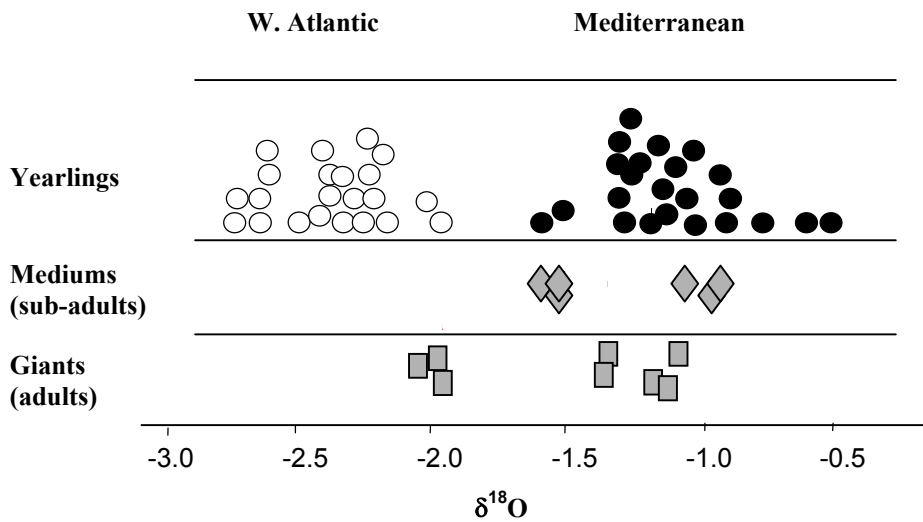 W. Atlantic Mediterranean
Yearlings
Mediums
(sub-adults)
Giants
(adults)
-3.0 -2.5 -2.0 -1.5 -1.0 -0.5
δ¹⁸O